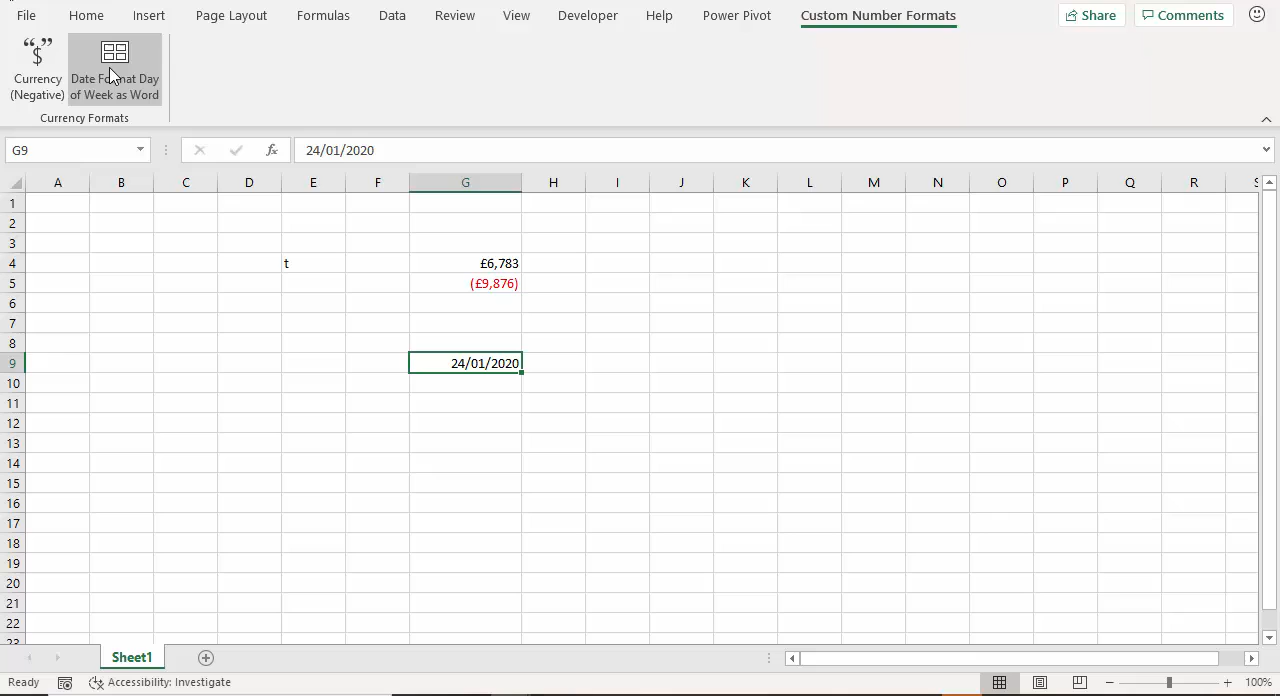 File Home Insert Page Layout Formulas Data Review View Developer Help Power Pivot Custom Number Formats Share Comments
“$” Currency (Negative)
Date Format Day of Week as Word
Currency Formats
G9 fx 24/01/2020
A B C D E F G H I J K L M N O P Q R S
1
2
3
4 t £6,783
5 (£9,876)
6
7
8
9 24/01/2020
10
11
12
13
14
15
16
17
18
19
20
21
22
23
Sheet1
Ready Accessibility: Investigate 100%